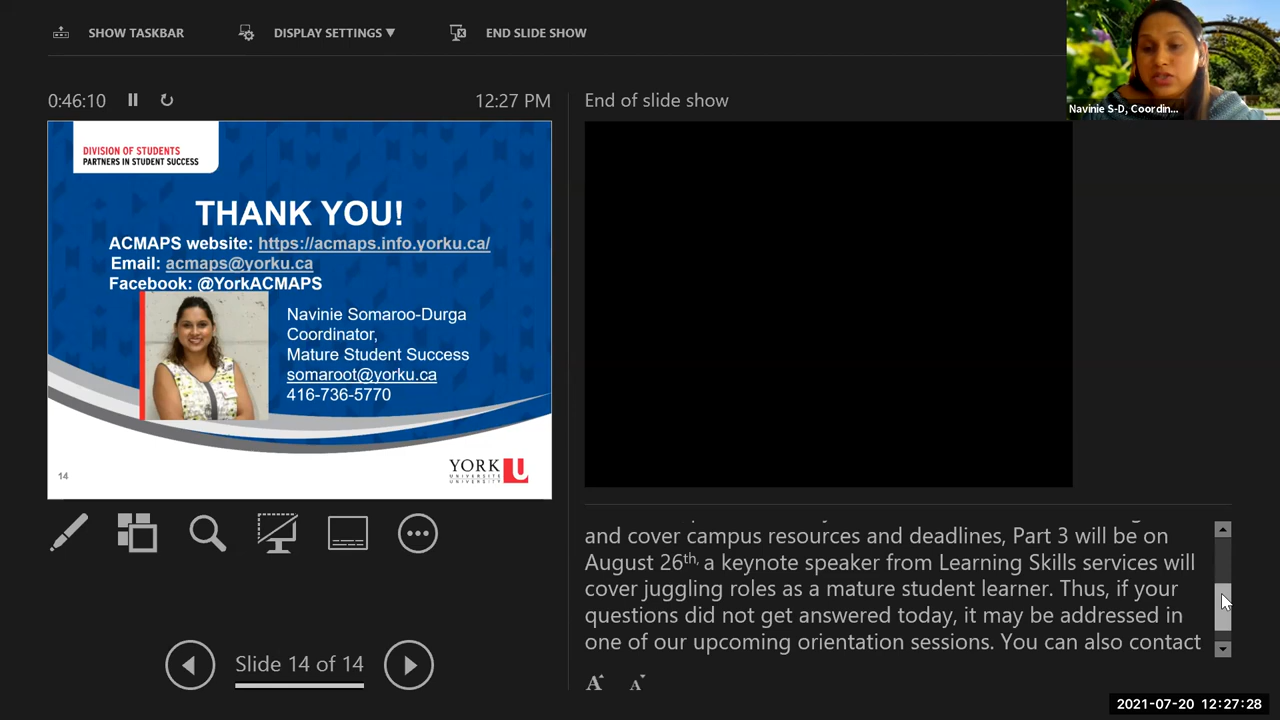 SHOW TASKBAR
DISPLAY SETTINGS ▼
END SLIDE SHOW
Navinie S-D, Coordin...
0:46:10
12:27 PM
End of slide show
DIVISION OF STUDENTS
PARTNERS IN STUDENT SUCCESS
THANK YOU!
ACMAPS website: https://acmaps.info.yorku.ca/
Email: acmaps@yorku.ca
Facebook: @YorkACMAPS
Navinie Somaroo-Durga
Coordinator,
Mature Student Success
somaroot@yorku.ca
416-736-5770
14
YORK U
UNIVERSITÉ
UNIVERSITY
and cover campus resources and deadlines, Part 3 will be on
August 26th, a keynote speaker from Learning Skills services will
cover juggling roles as a mature student learner. Thus, if your
questions did not get answered today, it may be addressed in
one of our upcoming orientation sessions. You can also contact
Slide 14 of 14
A A
2021-07-20 12:27:28